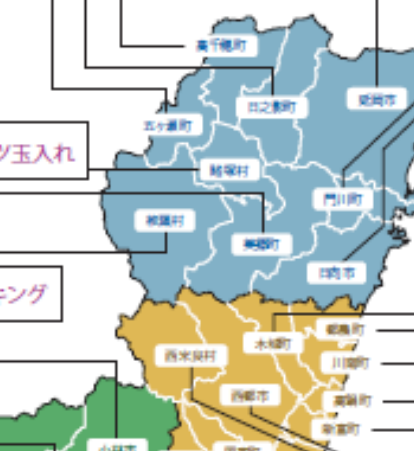 高千穂町
日之影町
延岡市
五ヶ瀬町
ツ玉入れ
諸塚村
門川町
椎葉村
美郷町
日向市
キング
都農町
木城町
西米良村
川南町
西都市
高鍋町
新富町
小林市